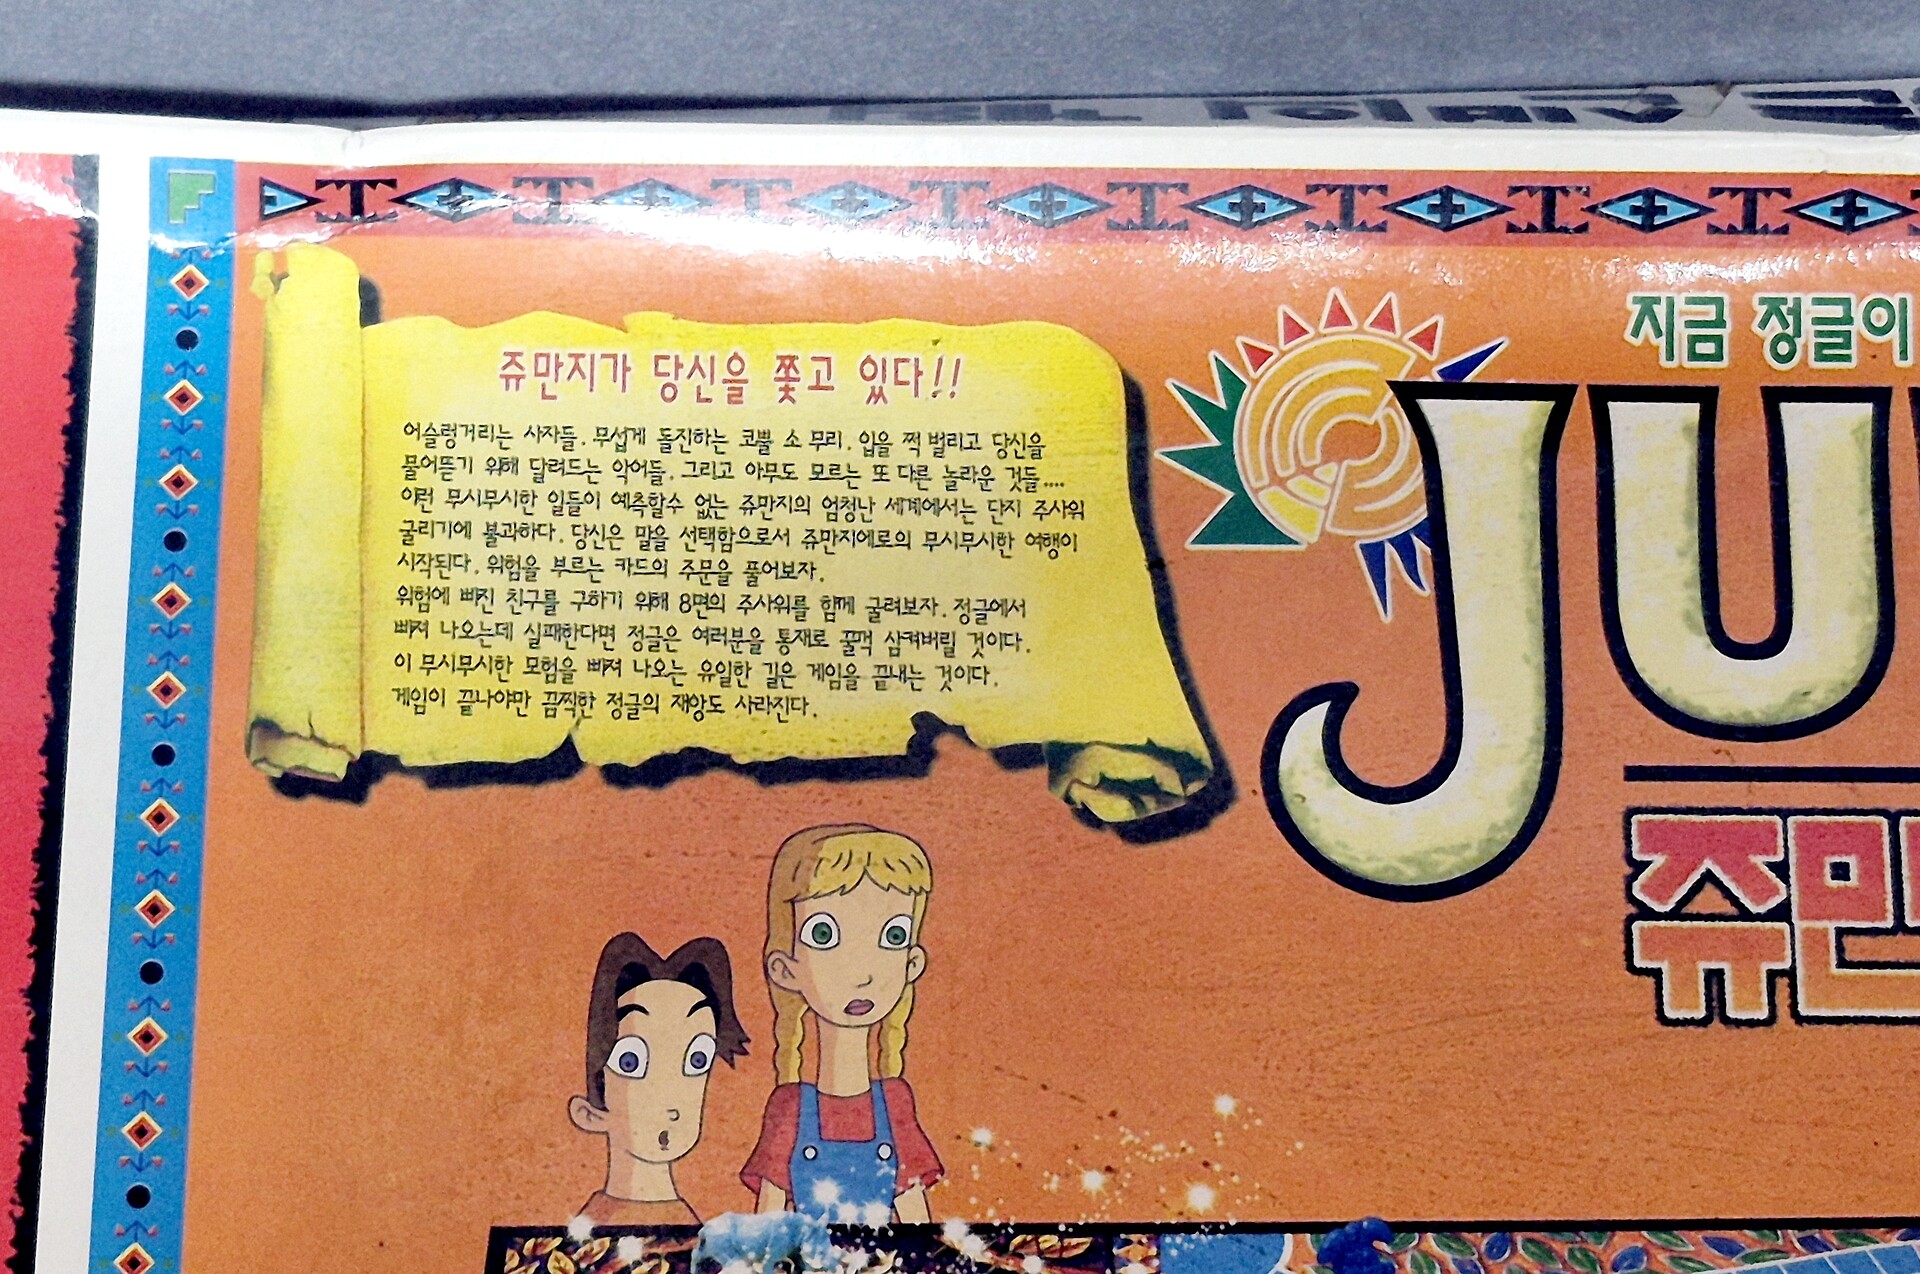 쥬만지가 당신을 쫓고 있다!!
어슬렁거리는 사자들. 무섭게 돌진하는 코뿔 소 무리. 입을 쩍 벌리고 당신을
물어뜯기 위해 달려드는 악어들. 그리고 아무도 모르는 또 다른 놀라운 것들....
이런 무시무시한 일들이 예측할수 없는 쥬만지의 엄청난 세계에서는 단지 주사위
굴리기에 불과하다. 당신은 말을 선택함으로서 쥬만지에로의 무시무시한 여행이
시작된다. 위험을 부르는 카드의 주문을 풀어보자.
위험에 빠진 친구를 구하기 위해 8면의 주사위를 함께 굴려보자. 정글에서
빠져 나오는데 실패한다면 정글은 여러분을 통재로 꿀꺽 삼켜버릴 것이다.
이 무시무시한 모험을 빠져 나오는 유일한 길은 게임을 끝내는 것이다.
게임이 끝나야만 끔찍한 정글의 재앙도 사라진다.
지금 정글이
JU
쥬만